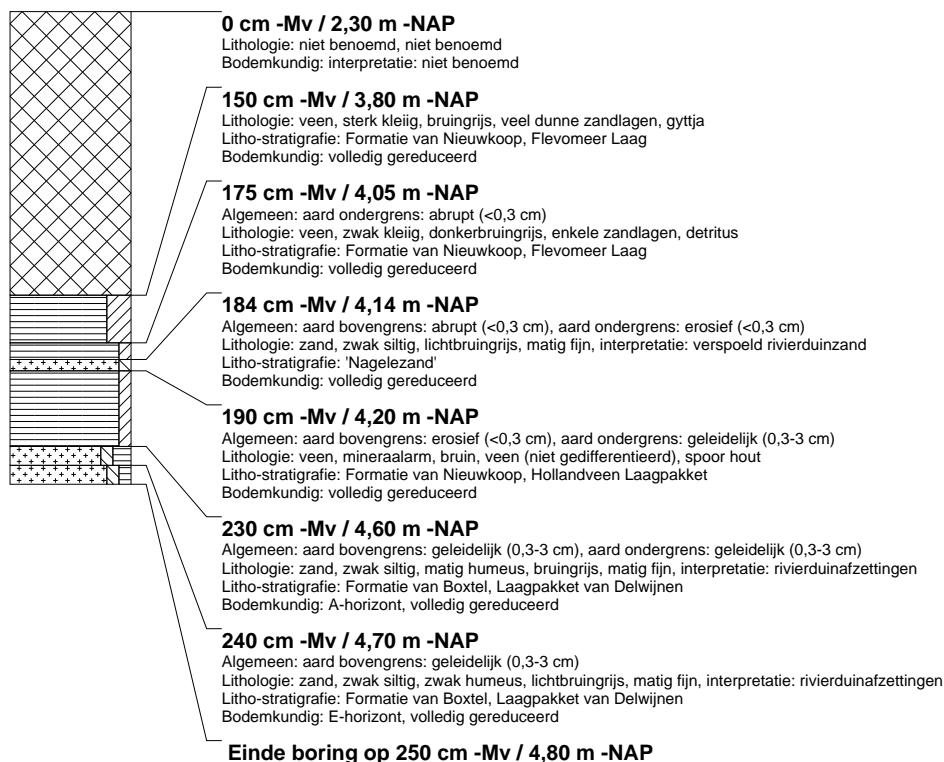 0 cm -Mv / 2,30 m -NAP
Lithologie: niet benoemd, niet benoemd
Bodemkundig: interpretatie: niet benoemd
150 cm -Mv / 3,80 m -NAP
Lithologie: veen, sterk kleiig, bruingrijs, veel dunne zandlagen, gyttja
Litho-stratigrafie: Formatie van Nieuwkoop, Flevomeer Laag
Bodemkundig: volledig gereduceerd
175 cm -Mv / 4,05 m -NAP
Algemeen: aard ondergrens: abrupt (<0,3 cm)
Lithologie: veen, zwak kleiig, donkerbruingrijs, enkele zandlagen, detritus
Litho-stratigrafie: Formatie van Nieuwkoop, Flevomeer Laag
Bodemkundig: volledig gereduceerd
184 cm -Mv / 4,14 m -NAP
Algemeen: aard bovengrens: abrupt (<0,3 cm), aard ondergrens: erosief (<0,3 cm)
Lithologie: zand, zwak siltig, lichtbruingrijs, matig fijn, interpretatie: verspoeld rivierduinzand
Litho-stratigrafie: 'Nagelezand'
Bodemkundig: volledig gereduceerd
190 cm -Mv / 4,20 m -NAP
Algemeen: aard bovengrens: erosief (<0,3 cm), aard ondergrens: geleidelijk (0,3-3 cm)
Lithologie: veen, mineraalarm, bruin, veen (niet gedifferentieerd), spoor hout
Litho-stratigrafie: Formatie van Nieuwkoop, Hollandveen Laagpakket
Bodemkundig: volledig gereduceerd
230 cm -Mv / 4,60 m -NAP
Algemeen: aard bovengrens: geleidelijk (0,3-3 cm), aard ondergrens: geleidelijk (0,3-3 cm)
Lithologie: zand, zwak siltig, matig humeus, bruingrijs, matig fijn, interpretatie: rivierduinafzettingen
Litho-stratigrafie: Formatie van Boxtel, Laagpakket van Delwijnen
Bodemkundig: A-horizont, volledig gereduceerd
240 cm -Mv / 4,70 m -NAP
Algemeen: aard bovengrens: geleidelijk (0,3-3 cm)
Lithologie: zand, zwak siltig, zwak humeus, lichtbruingrijs, matig fijn, interpretatie: rivierduinafzettingen
Litho-stratigrafie: Formatie van Boxtel, Laagpakket van Delwijnen
Bodemkundig: E-horizont, volledig gereduceerd
Einde boring op 250 cm -Mv / 4,80 m -NAP